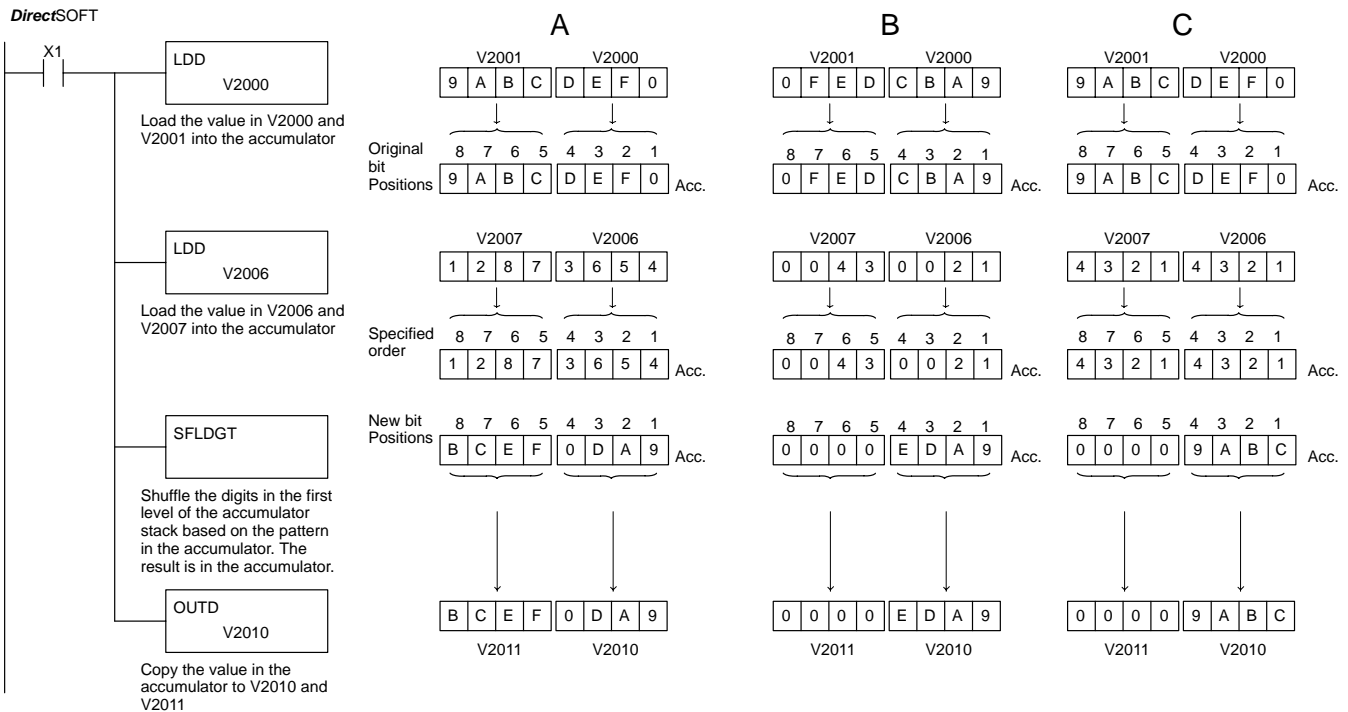 DirectSOFT
X1
LDD
V2000
Load the value in V2000 and
V2001 into the accumulator
LDD
V2006
Load the value in V2006 and
V2007 into the accumulator
SFLDGT
Shuffle the digits in the first
level of the accumulator
stack based on the pattern
in the accumulator. The
result is in the accumulator.
OUTD
V2010
Copy the value in the
accumulator to V2010 and
V2011
Original
bit
Positions
Specified
order
New bit
Positions
A
V2001 V2000
9 A B C D E F 0
8 7 6 5 4 3 2 1
9 A B C D E F 0 Acc.
V2007 V2006
1 2 8 7 3 6 5 4
8 7 6 5 4 3 2 1
1 2 8 7 3 6 5 4 Acc.
8 7 6 5 4 3 2 1
B C E F 0 D A 9 Acc.
B C E F 0 D A 9
V2011 V2010
B
V2001 V2000
0 F E D C B A 9
8 7 6 5 4 3 2 1
0 F E D C B A 9 Acc.
V2007 V2006
0 0 4 3 0 0 2 1
8 7 6 5 4 3 2 1
0 0 4 3 0 0 2 1 Acc.
8 7 6 5 4 3 2 1
0 0 0 0 E D A 9 Acc.
0 0 0 0 E D A 9
V2011 V2010
C
V2001 V2000
9 A B C D E F 0
8 7 6 5 4 3 2 1
9 A B C D E F 0 Acc.
V2007 V2006
4 3 2 1 4 3 2 1
8 7 6 5 4 3 2 1
4 3 2 1 4 3 2 1 Acc.
8 7 6 5 4 3 2 1
0 0 0 0 9 A B C Acc.
0 0 0 0 9 A B C
V2011 V2010